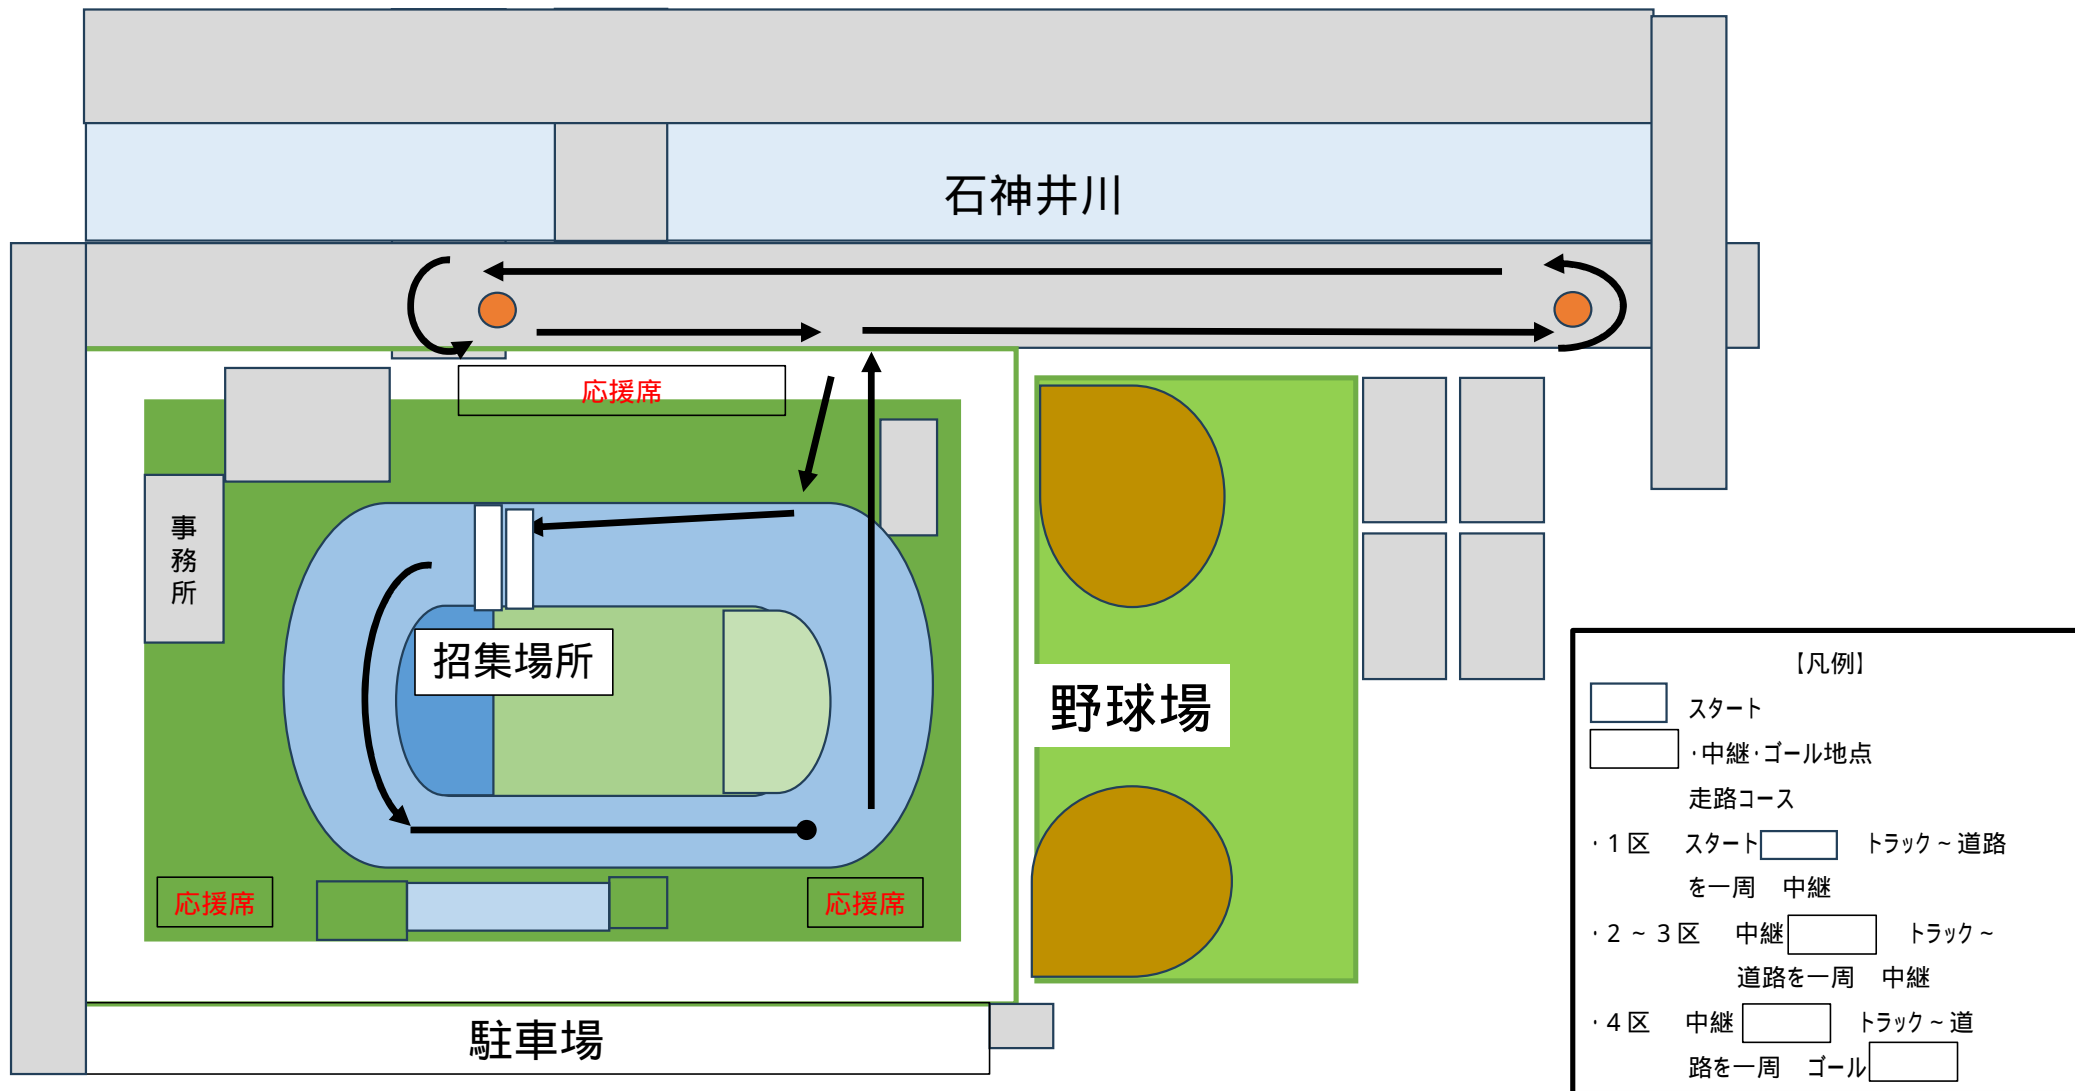 石神井川
応援席
事務所
招集場所
野球場
応援席
応援席
駐車場
【凡例】
スタート
・中継・ゴール地点
走路コース
・1区 スタート トラック~道路
を一周 中継
・2~3区 中継 トラック~
道路を一周 中継
・4区 中継 トラック~道
路を一周 ゴール